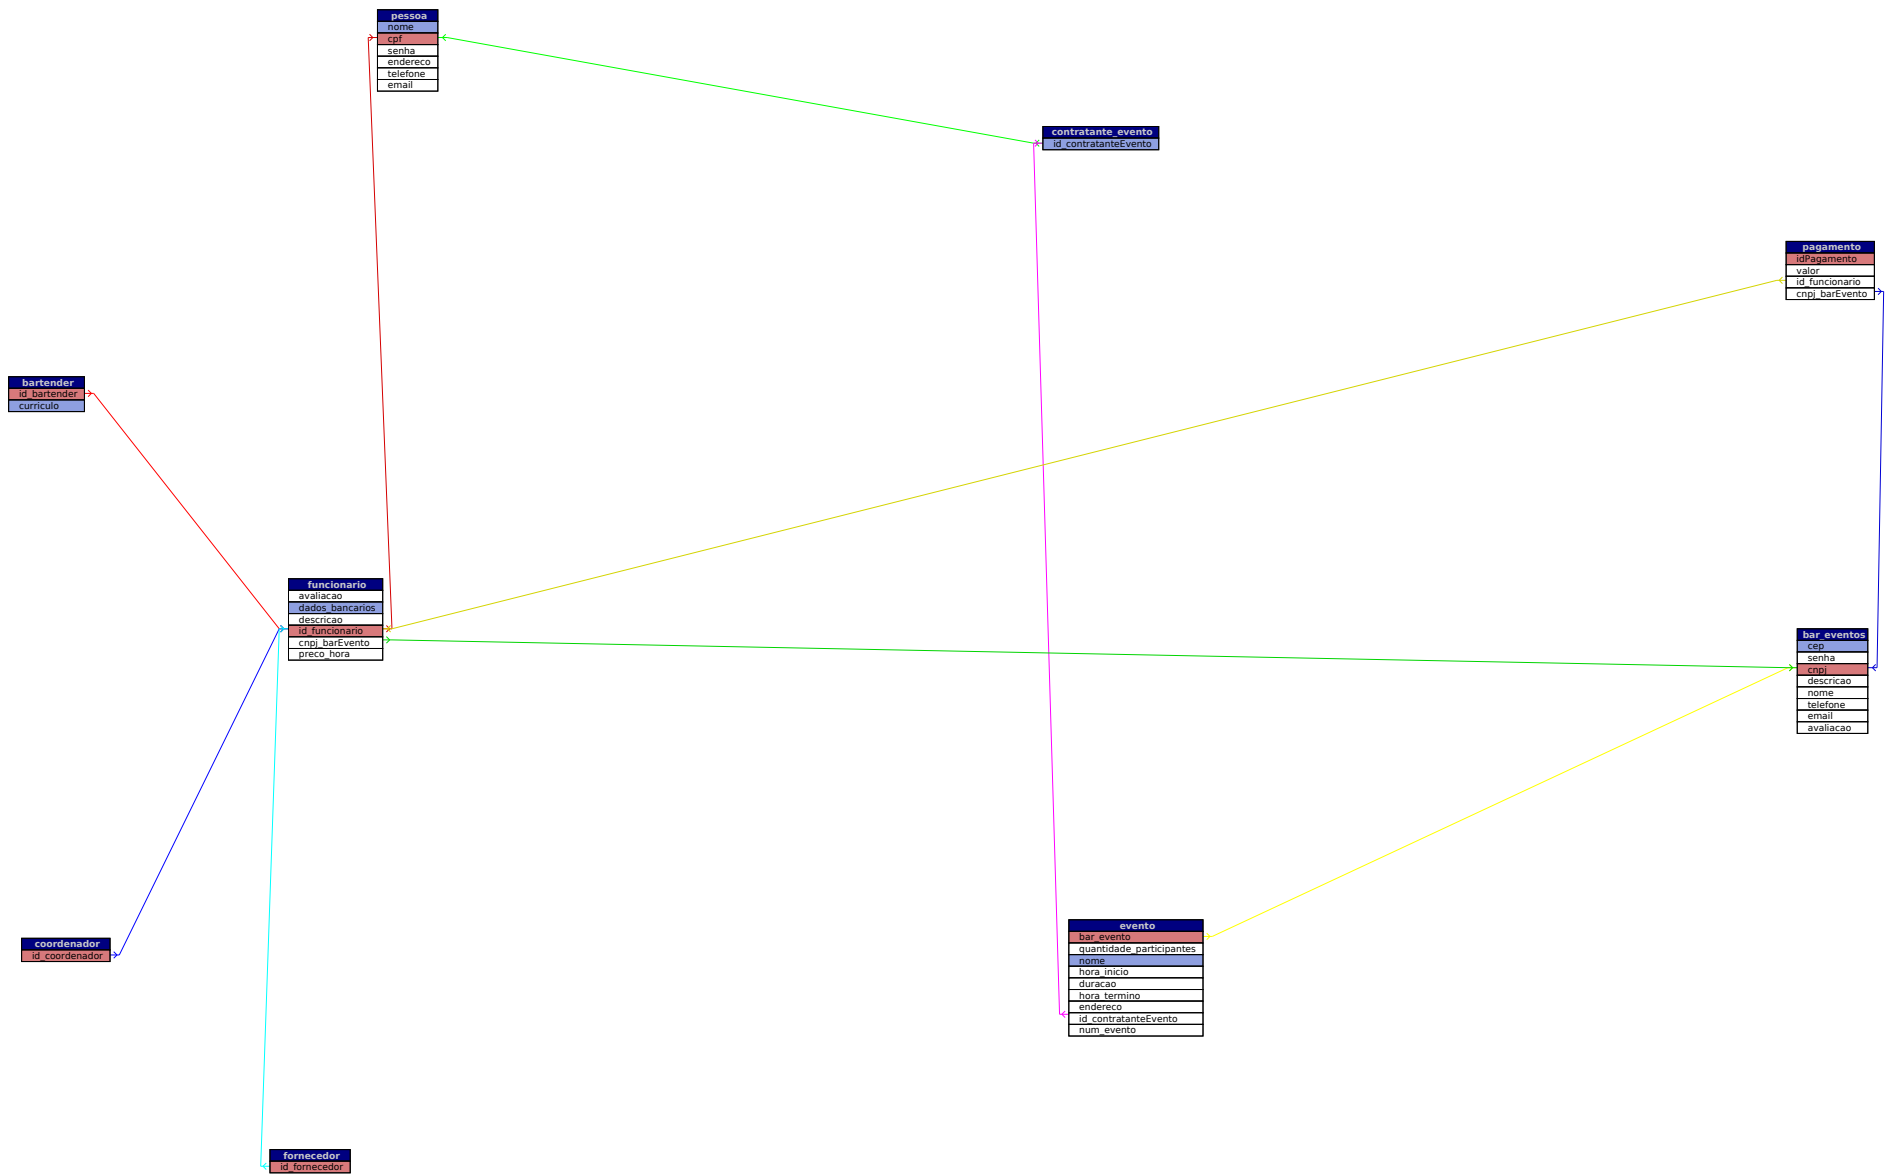 pessoa
nome
cpf
senha
endereco
telefone
email
contratante_evento
id_contratanteEvento
pagamento
idPagamento
valor
id_funcionario
cnpj_barEvento
bartender
id_bartender
curriculo
funcionario
avaliacao
dados_bancarios
descricao
id_funcionario
cnpj_barEvento
preco_hora
bar_eventos
cep
senha
cnpj
descricao
nome
telefone
email
avaliacao
coordenador
id_coordenador
evento
bar_evento
quantidade_participantes
nome
hora_inicio
duracao
hora_termino
endereco
id_contratanteEvento
num_evento
fornecedor
id_fornecedor